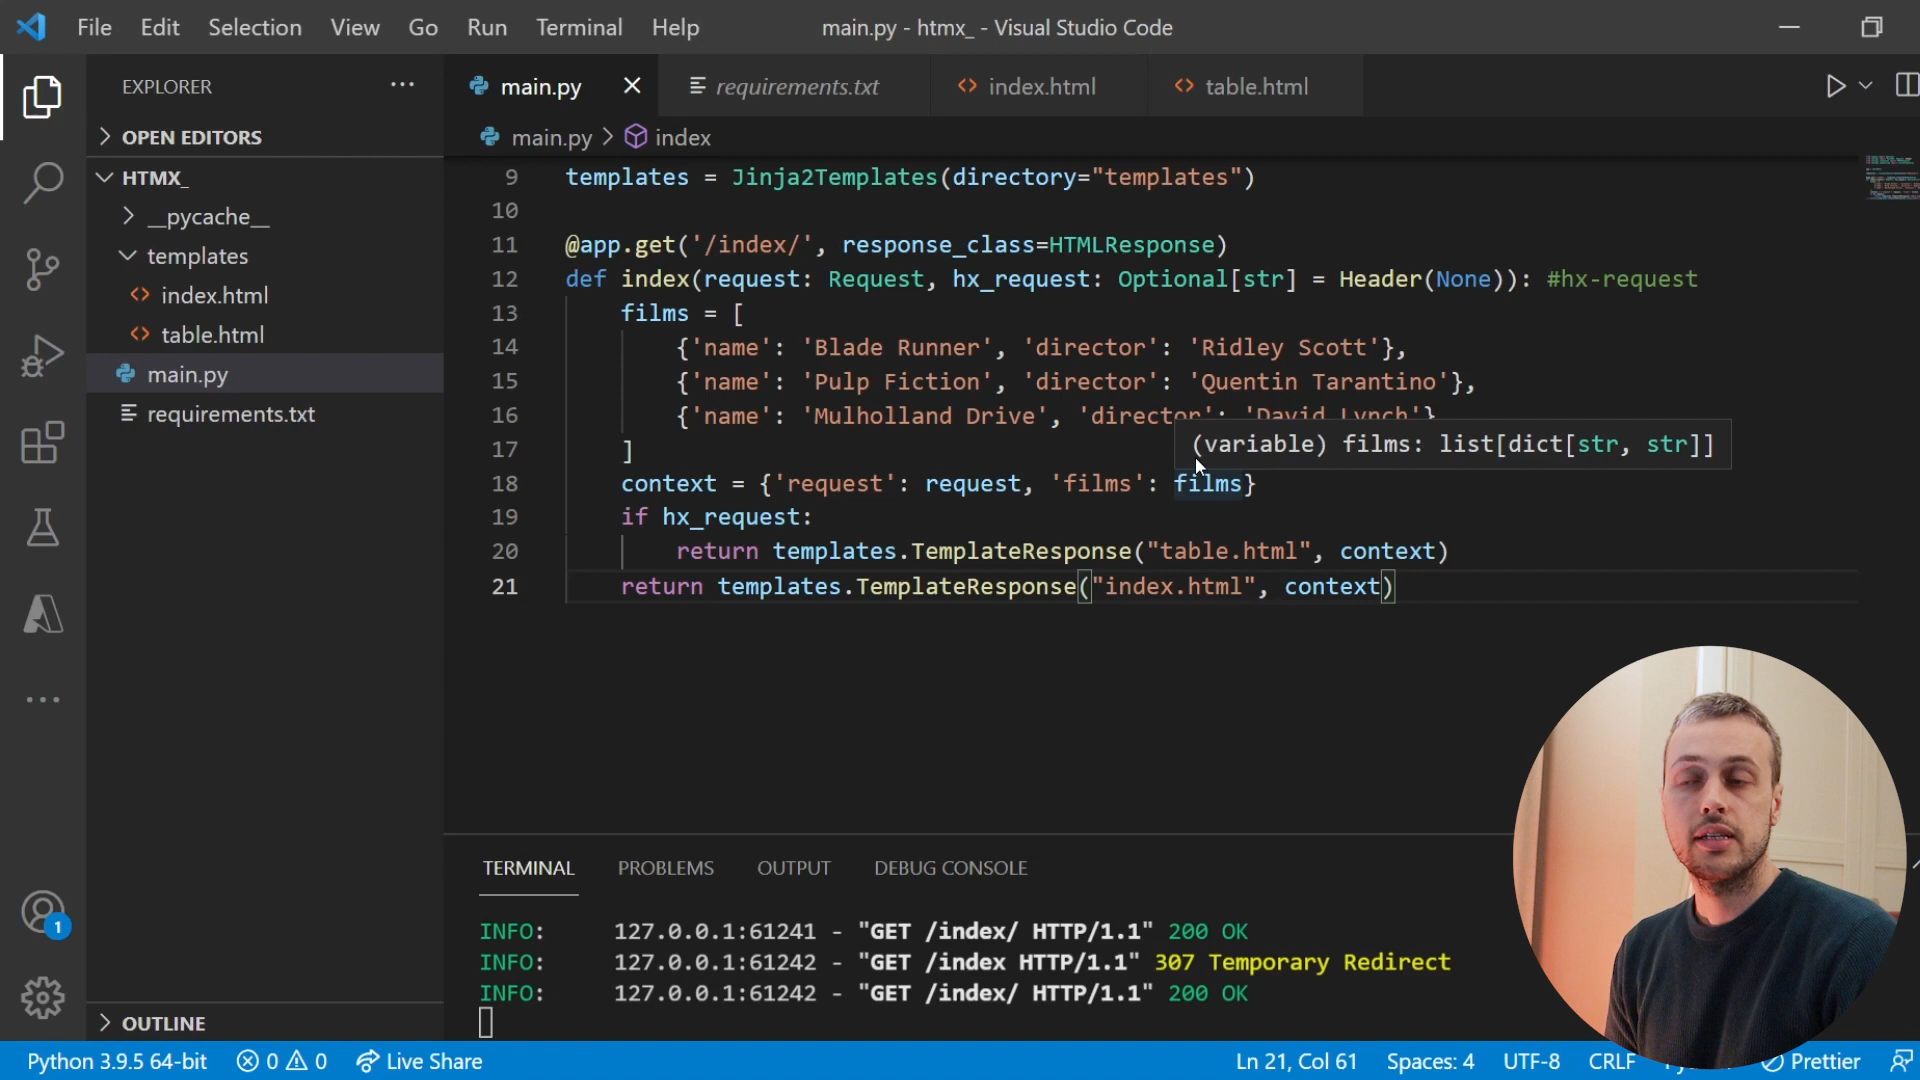 File Edit Selection View Go Run Terminal Help
main.py - htmx_ - Visual Studio Code
EXPLORER
OPEN EDITORS
HTMX_
__pycache__
templates
index.html
table.html
main.py
requirements.txt
OUTLINE
main.py requirements.txt index.html table.html
main.py > index
9 templates = Jinja2Templates(directory="templates")
10
11 @app.get('/index/', response_class=HTMLResponse)
12 def index(request: Request, hx_request: Optional[str] = Header(None)): #hx-request
13 films = [
14 {'name': 'Blade Runner', 'director': 'Ridley Scott'},
15 {'name': 'Pulp Fiction', 'director': 'Quentin Tarantino'},
16 {'name': 'Mulholland Drive', 'director': 'David Lynch'}
(variable) films: list[dict[str, str]]
17 ]
18 context = {'request': request, 'films': films}
19 if hx_request:
20 return templates.TemplateResponse("table.html", context)
21 return templates.TemplateResponse("index.html", context)
TERMINAL PROBLEMS OUTPUT DEBUG CONSOLE
INFO: 127.0.0.1:61241 - "GET /index/ HTTP/1.1" 200 OK
INFO: 127.0.0.1:61242 - "GET /index HTTP/1.1" 307 Temporary Redirect
INFO: 127.0.0.1:61242 - "GET /index/ HTTP/1.1" 200 OK
1
Python 3.9.5 64-bit 0 0 Live Share Ln 21, Col 61 Spaces: 4 UTF-8 CRLF Prettier